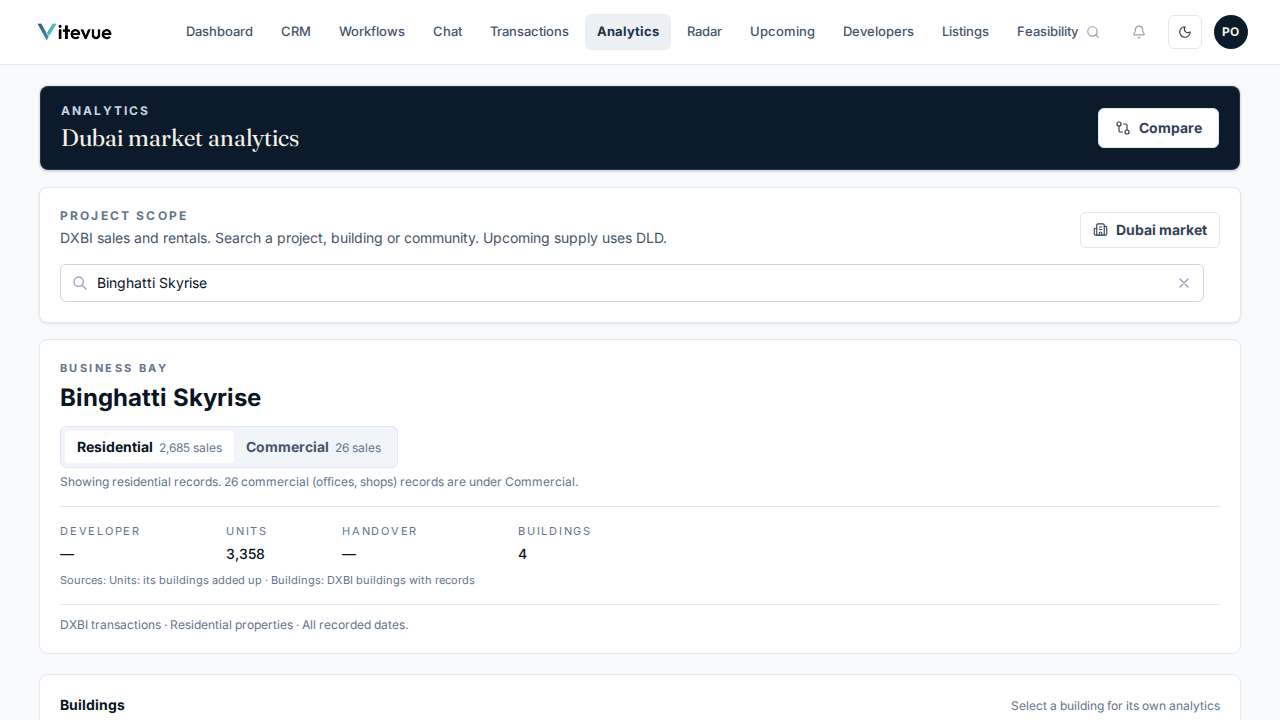 Vitevue
Dashboard CRM Workflows Chat Transactions Analytics Radar Upcoming Developers Listings Feasibility PO
ANALYTICS
Dubai market analytics
Compare
PROJECT SCOPE
DXBI sales and rentals. Search a project, building or community. Upcoming supply uses DLD.
Dubai market
Binghatti Skyrise
BUSINESS BAY
Binghatti Skyrise
Residential 2,685 sales Commercial 26 sales
Showing residential records. 26 commercial (offices, shops) records are under Commercial.
DEVELOPER UNITS HANDOVER BUILDINGS
— 3,358 — 4
Sources: Units: its buildings added up · Buildings: DXBI buildings with records
DXBI transactions · Residential properties · All recorded dates.
Buildings Select a building for its own analytics